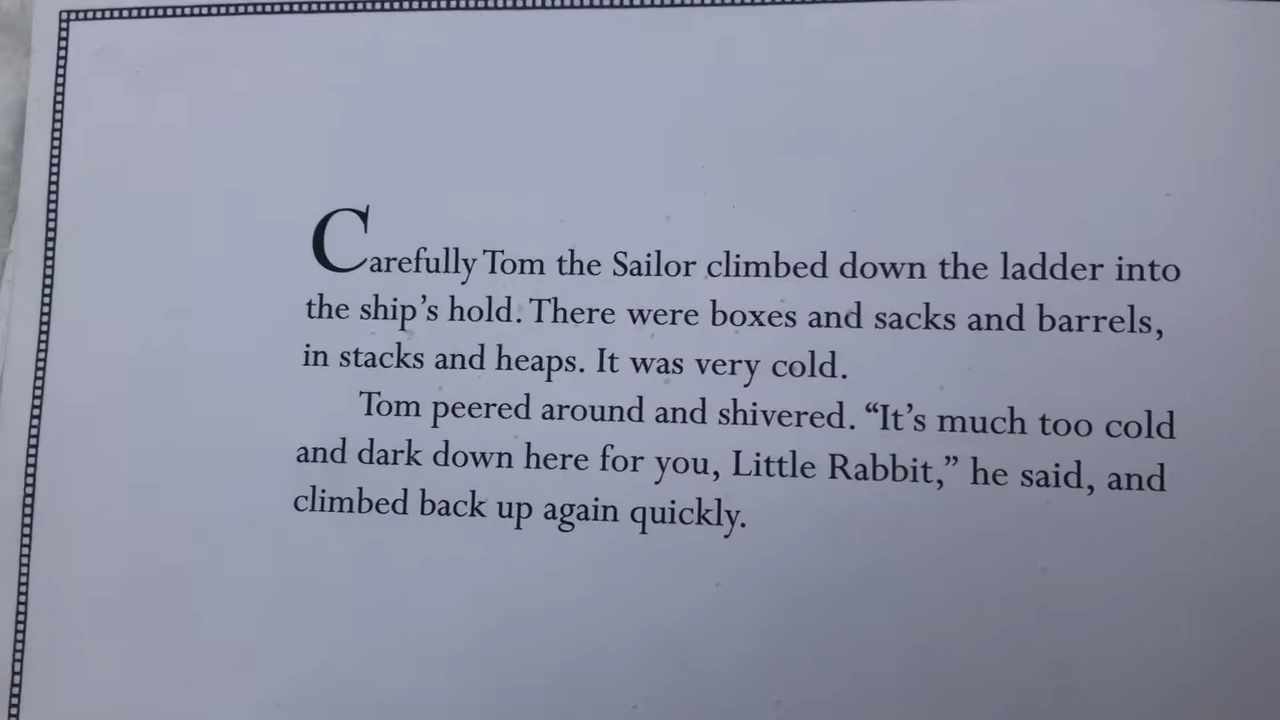 Carefully Tom the Sailor climbed down the ladder into
the ship’s hold. There were boxes and sacks and barrels,
in stacks and heaps. It was very cold.
Tom peered around and shivered. “It’s much too cold
and dark down here for you, Little Rabbit,” he said, and
climbed back up again quickly.